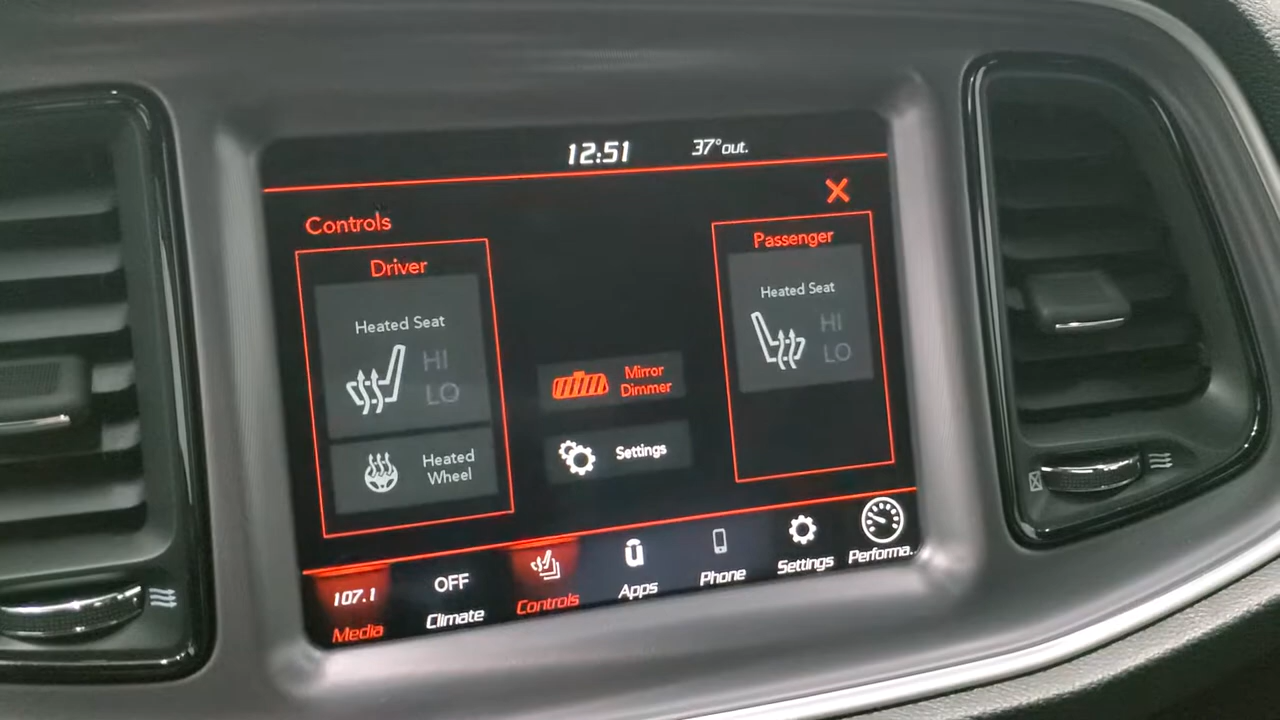 12:51
37°out.
Controls
Driver
Heated Seat
HI
LO
Heated
Wheel
Mirror
Dimmer
Settings
Passenger
Heated Seat
HI
LO
107.1
Media
OFF
Climate
Controls
Apps
Phone
Settings
Performa..